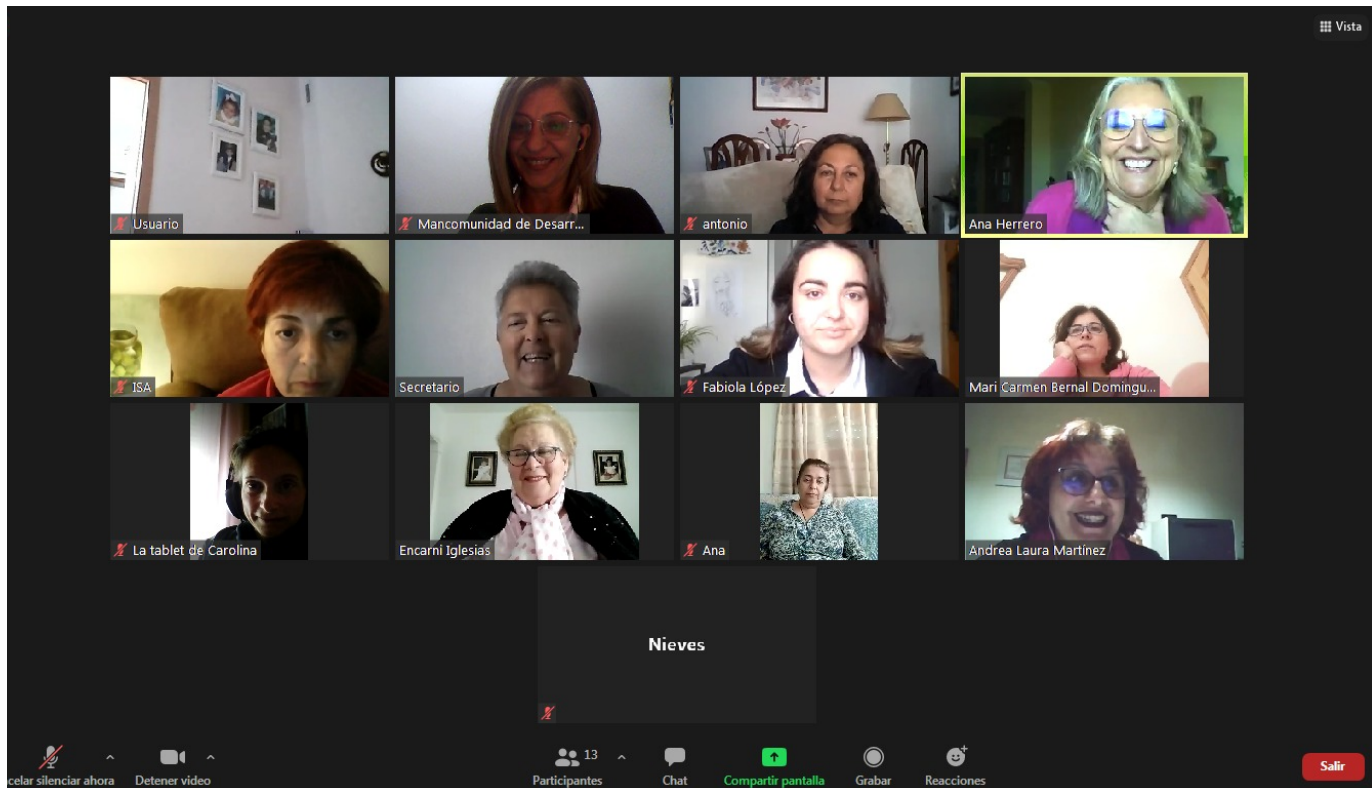 Vista
Usuario
Mancomunidad de Desarr...
antonio
Ana Herrero
ISA
Secretario
Fabiola López
Mari Carmen Bernal Domingu...
La tablet de Carolina
Encarni Iglesias
Ana
Andrea Laura Martínez
Nieves
13
celar silenciar ahora
Detener video
Participantes
Chat
Compartir pantalla
Grabar
Reacciones
Salir